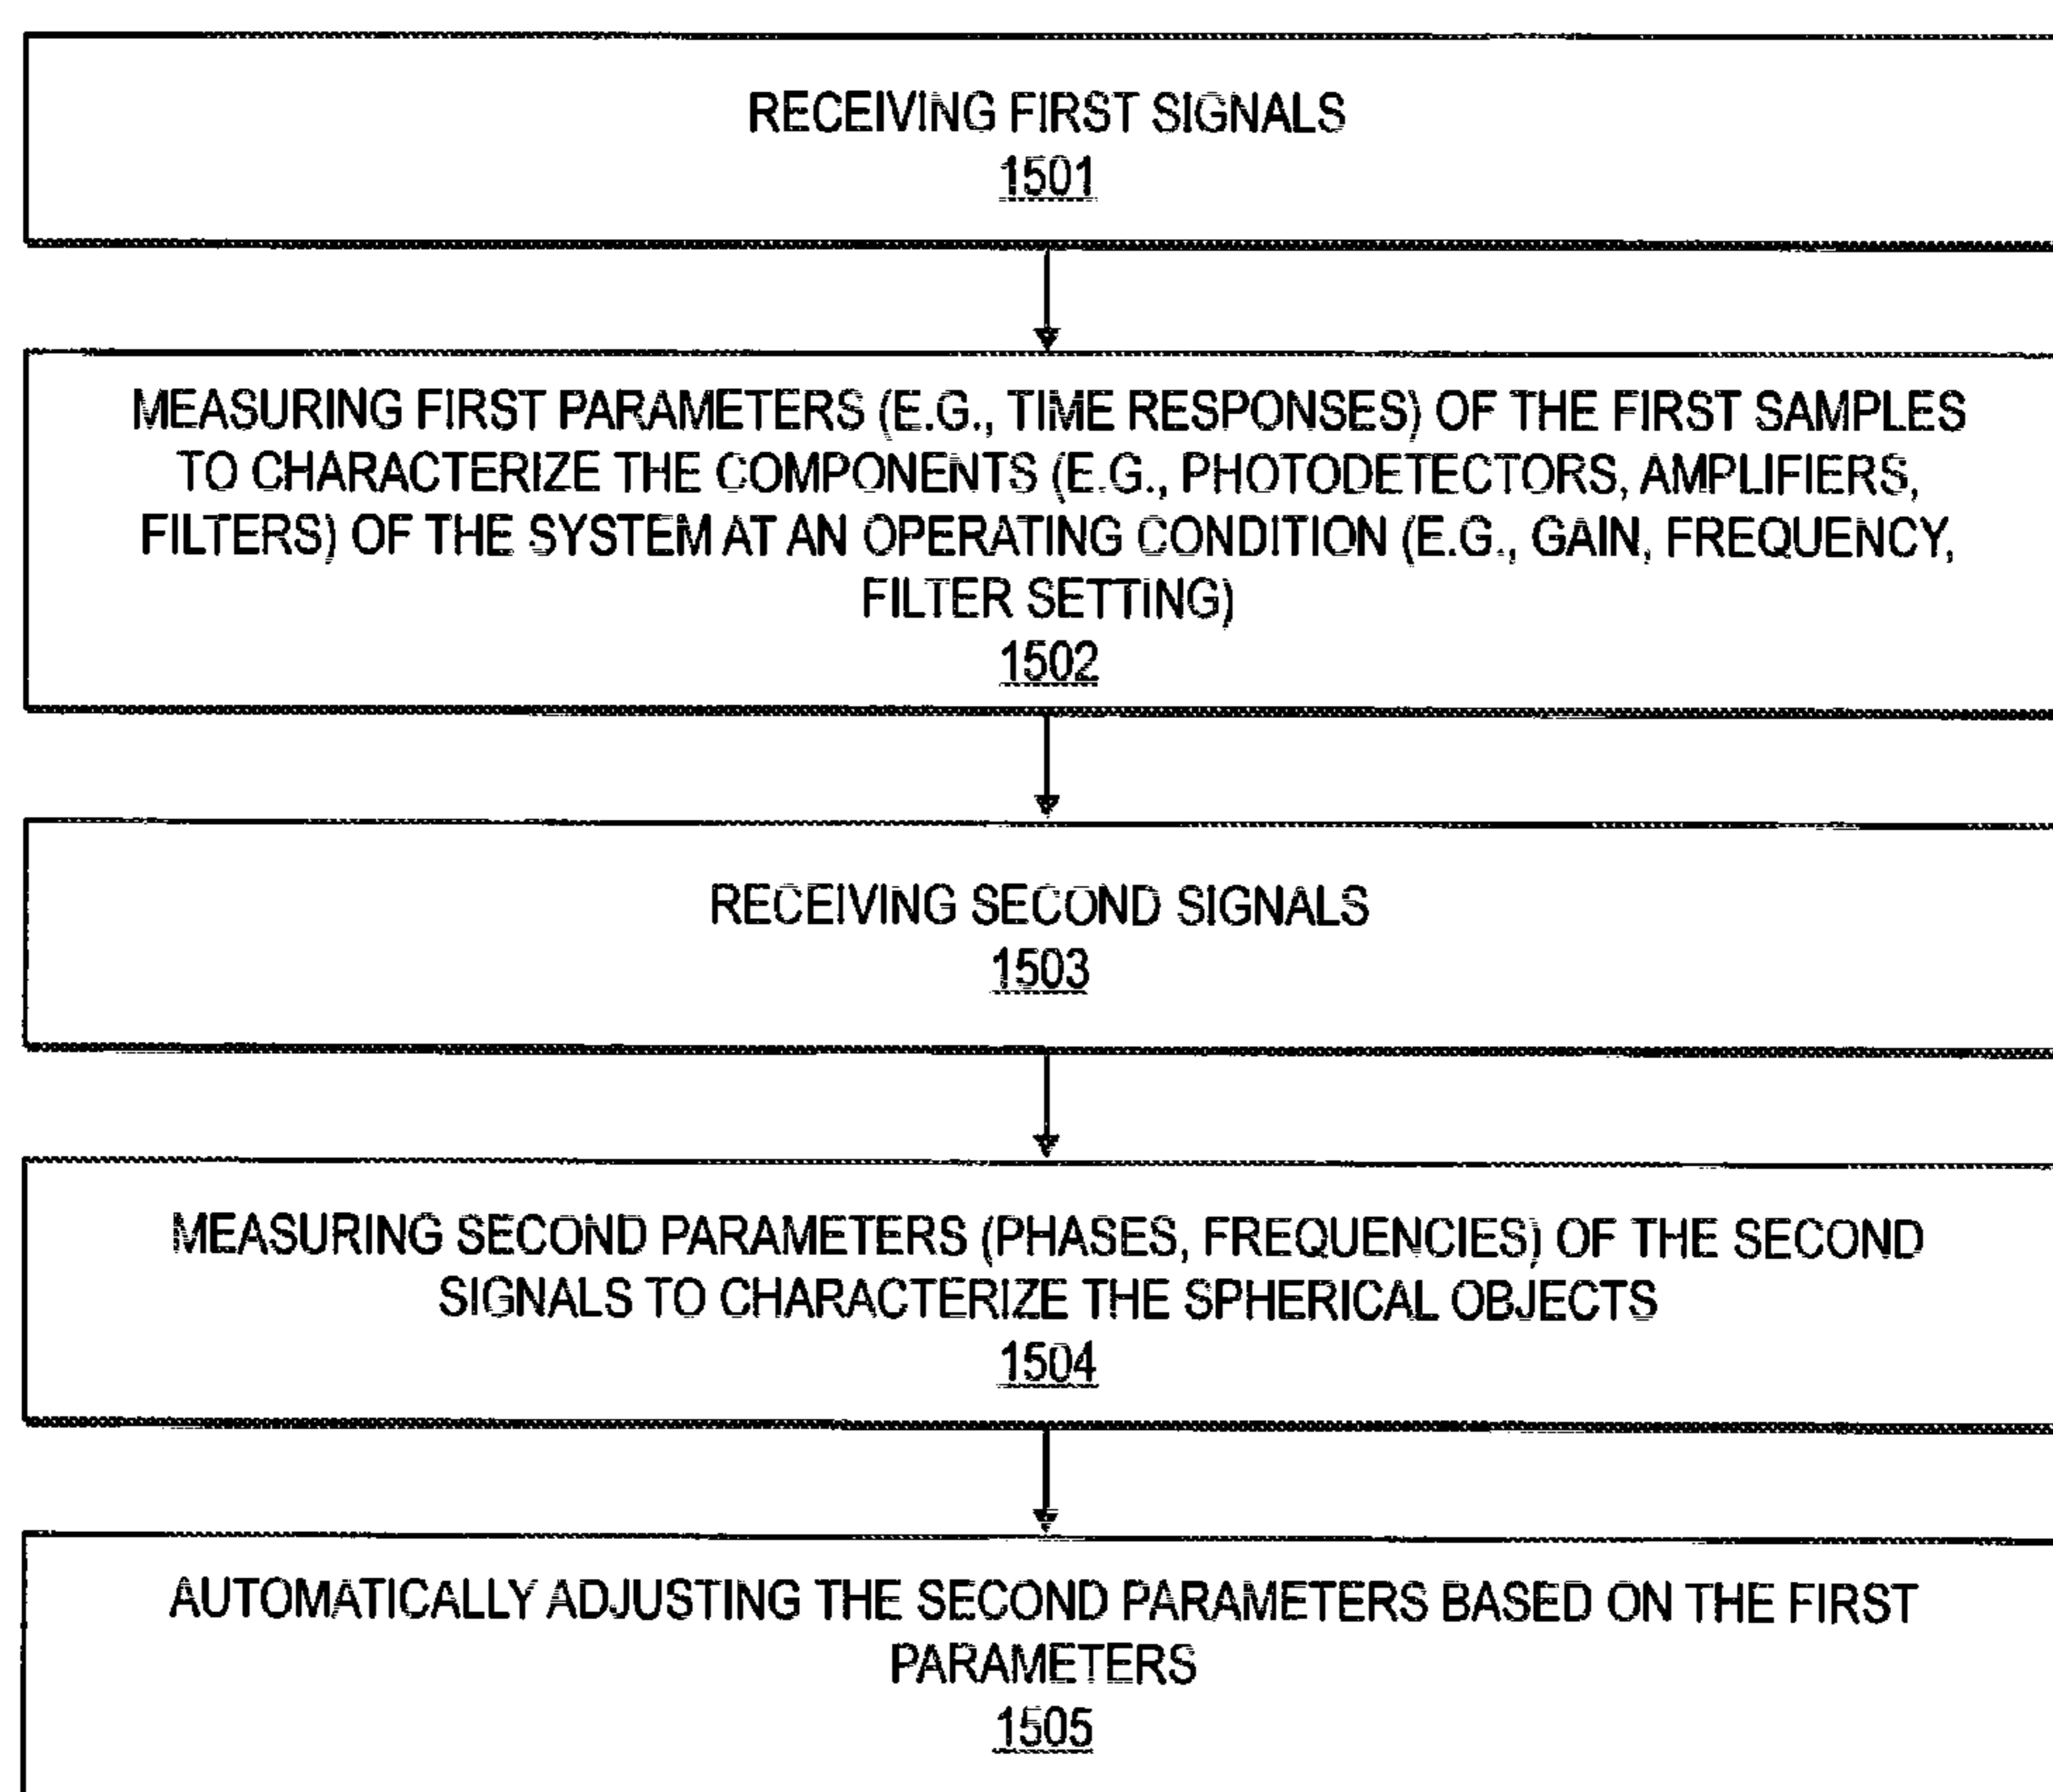 RECEIVING FIRST SIGNALS
1501
MEASURING FIRST PARAMETERS (E.G., TIME RESPONSES) OF THE FIRST SAMPLES
TO CHARACTERIZE THE COMPONENTS (E.G., PHOTODETECTORS, AMPLIFIERS,
FILTERS) OF THE SYSTEM AT AN OPERATING CONDITION (E.G., GAIN, FREQUENCY,
FILTER SETTING)
1502
RECEIVING SECOND SIGNALS
1503
MEASURING SECOND PARAMETERS (PHASES, FREQUENCIES) OF THE SECOND
SIGNALS TO CHARACTERIZE THE SPHERICAL OBJECTS
1504
AUTOMATICALLY ADJUSTING THE SECOND PARAMETERS BASED ON THE FIRST
PARAMETERS
1505